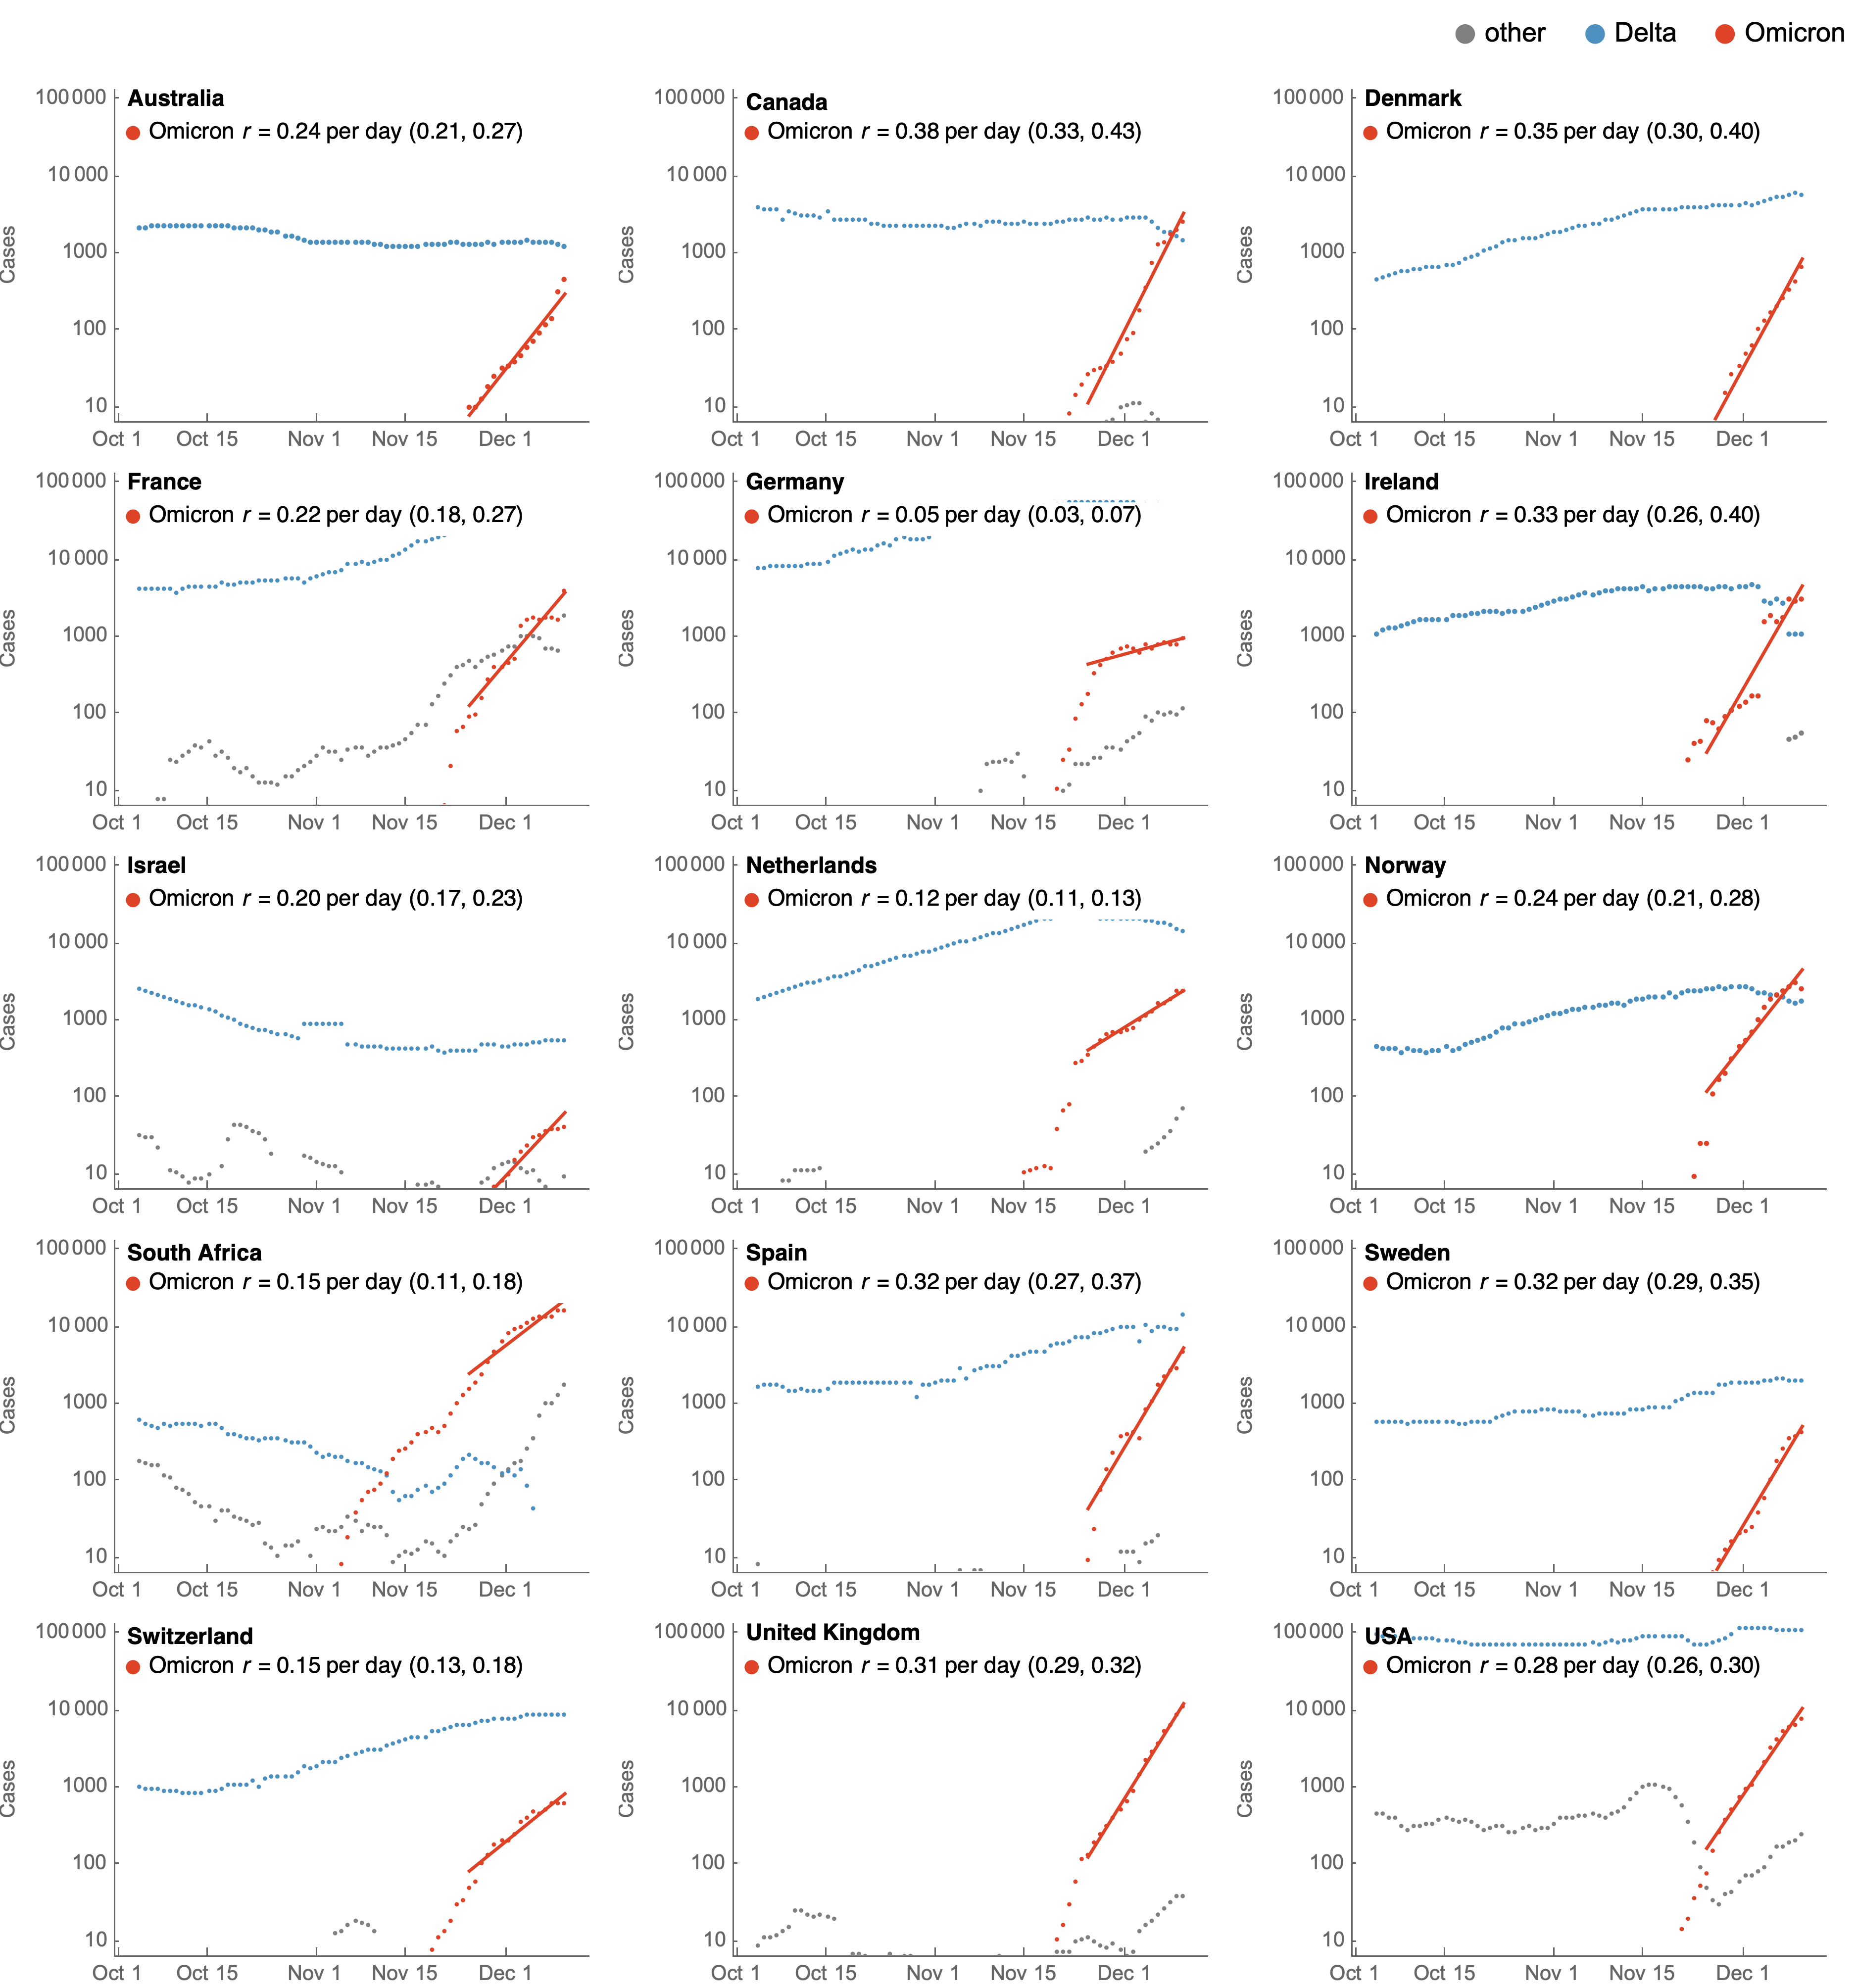 other Delta Omicron
Australia
Omicron r = 0.24 per day (0.21, 0.27)
100 000
10 000
1000
100
10
Cases
Oct 1 Oct 15 Nov 1 Nov 15 Dec 1
Canada
Omicron r = 0.38 per day (0.33, 0.43)
100 000
10 000
1000
100
10
Cases
Oct 1 Oct 15 Nov 1 Nov 15 Dec 1
Denmark
Omicron r = 0.35 per day (0.30, 0.40)
100 000
10 000
1000
100
10
Cases
Oct 1 Oct 15 Nov 1 Nov 15 Dec 1
France
Omicron r = 0.22 per day (0.18, 0.27)
100 000
10 000
1000
100
10
Cases
Oct 1 Oct 15 Nov 1 Nov 15 Dec 1
Germany
Omicron r = 0.05 per day (0.03, 0.07)
100 000
10 000
1000
100
10
Cases
Oct 1 Oct 15 Nov 1 Nov 15 Dec 1
Ireland
Omicron r = 0.33 per day (0.26, 0.40)
100 000
10 000
1000
100
10
Cases
Oct 1 Oct 15 Nov 1 Nov 15 Dec 1
Israel
Omicron r = 0.20 per day (0.17, 0.23)
100 000
10 000
1000
100
10
Cases
Oct 1 Oct 15 Nov 1 Nov 15 Dec 1
Netherlands
Omicron r = 0.12 per day (0.11, 0.13)
100 000
10 000
1000
100
10
Cases
Oct 1 Oct 15 Nov 1 Nov 15 Dec 1
Norway
Omicron r = 0.24 per day (0.21, 0.28)
100 000
10 000
1000
100
10
Cases
Oct 1 Oct 15 Nov 1 Nov 15 Dec 1
South Africa
Omicron r = 0.15 per day (0.11, 0.18)
100 000
10 000
1000
100
10
Cases
Oct 1 Oct 15 Nov 1 Nov 15 Dec 1
Spain
Omicron r = 0.32 per day (0.27, 0.37)
100 000
10 000
1000
100
10
Cases
Oct 1 Oct 15 Nov 1 Nov 15 Dec 1
Sweden
Omicron r = 0.32 per day (0.29, 0.35)
100 000
10 000
1000
100
10
Cases
Oct 1 Oct 15 Nov 1 Nov 15 Dec 1
Switzerland
Omicron r = 0.15 per day (0.13, 0.18)
100 000
10 000
1000
100
10
Cases
Oct 1 Oct 15 Nov 1 Nov 15 Dec 1
United Kingdom
Omicron r = 0.31 per day (0.29, 0.32)
100 000
10 000
1000
100
10
Cases
Oct 1 Oct 15 Nov 1 Nov 15 Dec 1
USA
Omicron r = 0.28 per day (0.26, 0.30)
100 000
10 000
1000
100
10
Cases
Oct 1 Oct 15 Nov 1 Nov 15 Dec 1